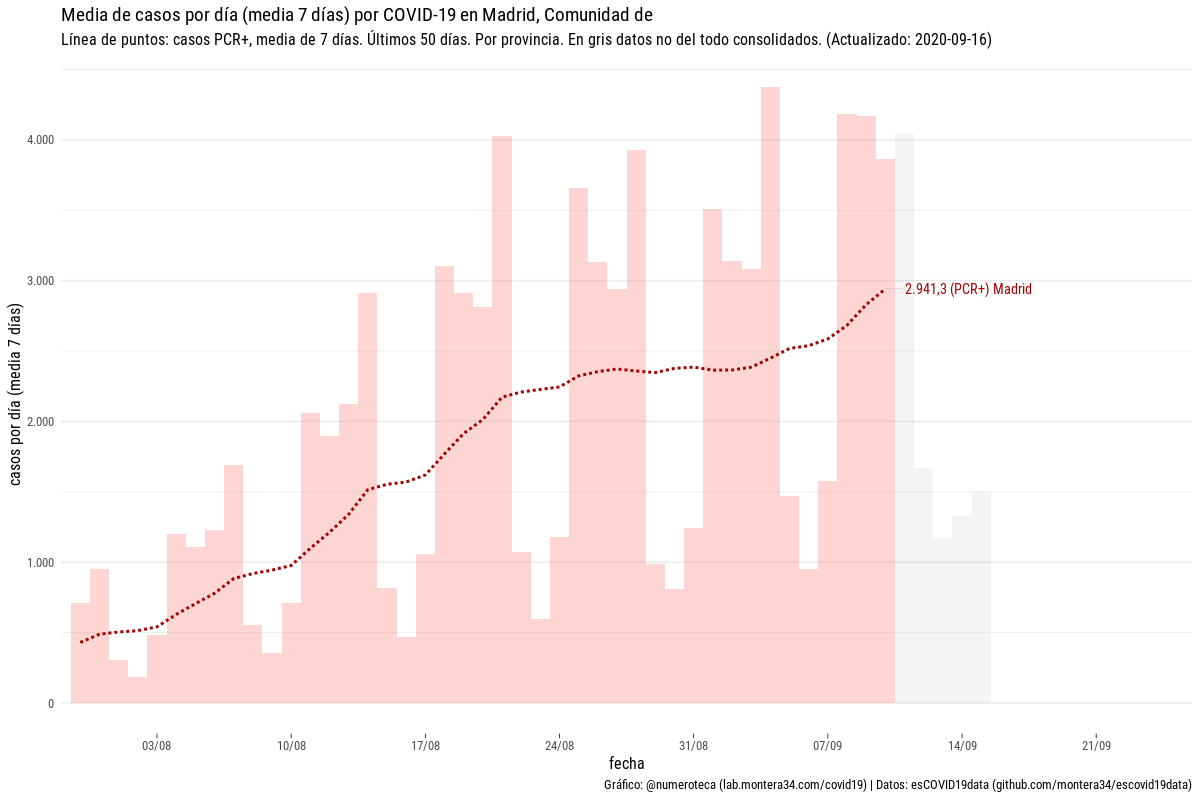 Media de casos por día (media 7 días) por COVID-19 en Madrid, Comunidad de
Línea de puntos: casos PCR+, media de 7 días. Últimos 50 días. Por provincia. En gris datos no del todo consolidados. (Actualizado: 2020-09-16)
casos por día (media 7 días)
4.000
3.000
2.000
1.000
0
2.941,3 (PCR+) Madrid
03/08
10/08
17/08
24/08
31/08
07/09
14/09
21/09
fecha
Gráfico: @numeroteca (lab.montera34.com/covid19) | Datos: esCOVID19data (github.com/montera34/escovid19data)